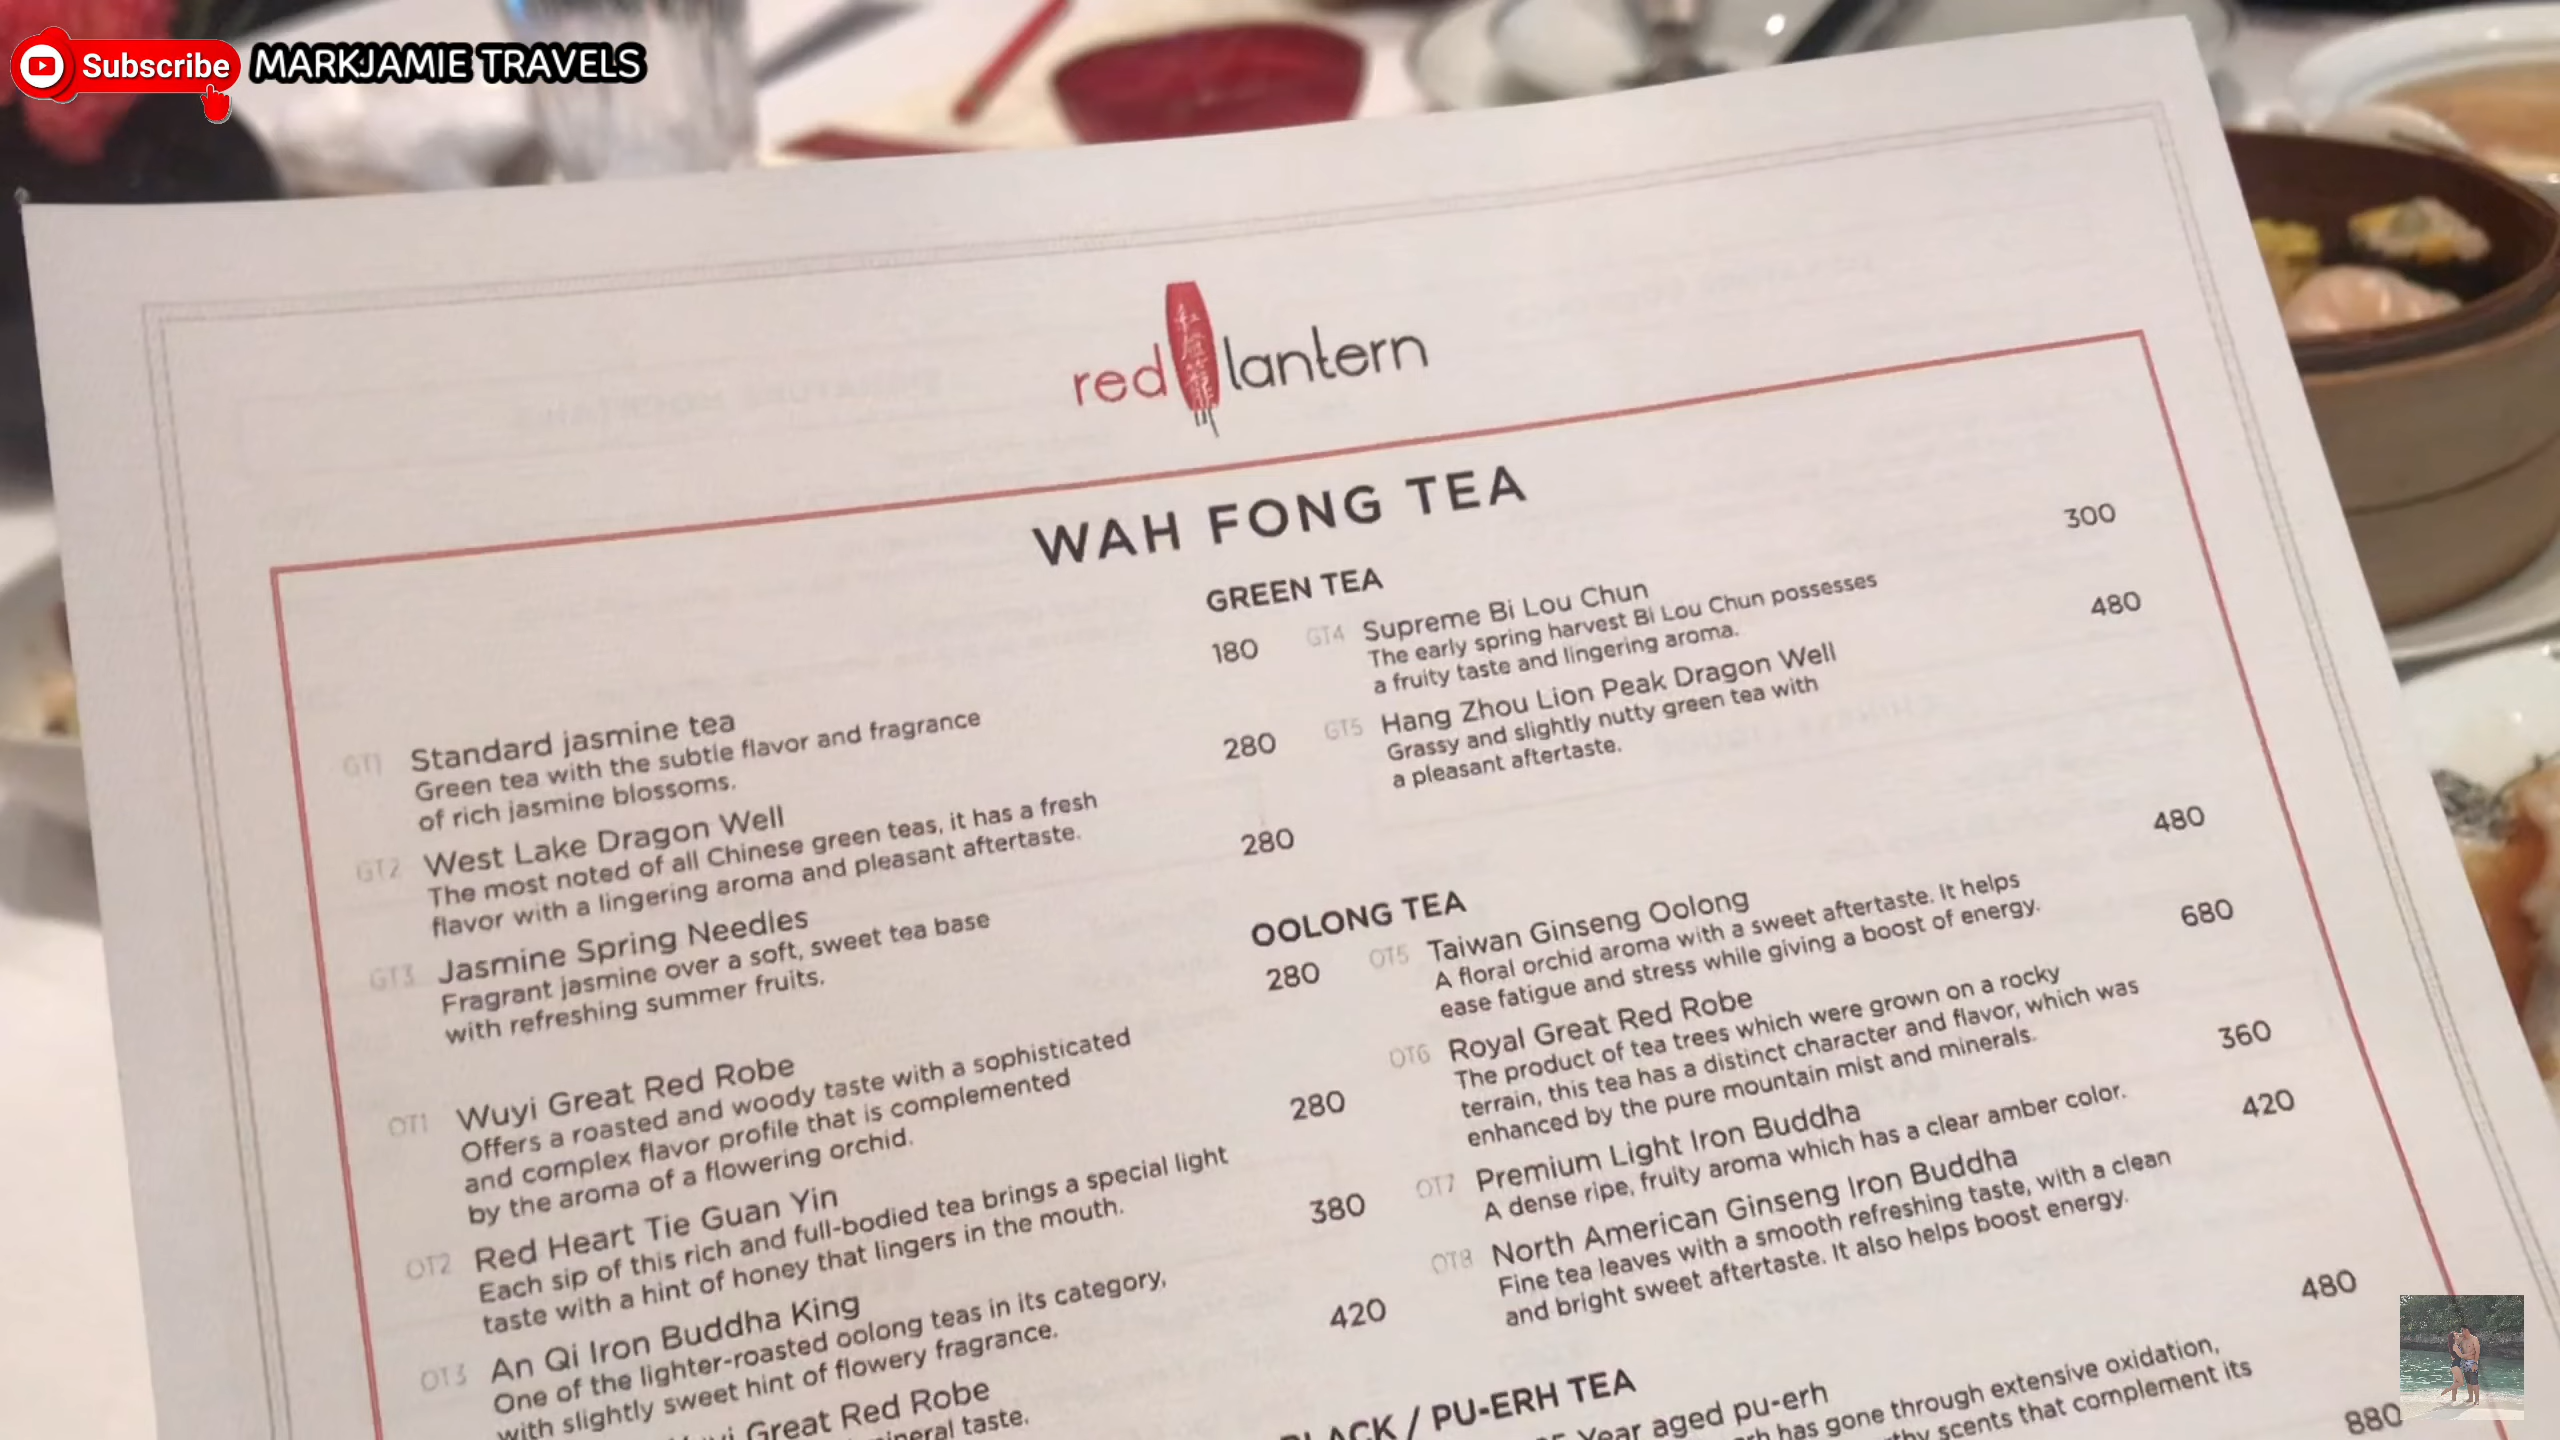 Subscribe
MARKJAMIE TRAVELS
red lantern
WAH FONG TEA
GREEN TEA
GT1 Standard jasmine tea 180
Green tea with the subtle flavor and fragrance
of rich jasmine blossoms.
GT2 West Lake Dragon Well 280
The most noted of all Chinese green teas, it has a fresh
flavor with a lingering aroma and pleasant aftertaste.
GT3 Jasmine Spring Needles 280
Fragrant jasmine over a soft, sweet tea base
with refreshing summer fruits.
GT4 Supreme Bi Lou Chun 300
The early spring harvest Bi Lou Chun possesses
a fruity taste and lingering aroma.
GT5 Hang Zhou Lion Peak Dragon Well 480
Grassy and slightly nutty green tea with
a pleasant aftertaste.
OOLONG TEA
OT1 Wuyi Great Red Robe 280
Offers a roasted and woody taste with a sophisticated
and complex flavor profile that is complemented
by the aroma of a flowering orchid.
OT2 Red Heart Tie Guan Yin 280
Each sip of this rich and full-bodied tea brings a special light
taste with a hint of honey that lingers in the mouth.
OT3 An Qi Iron Buddha King 380
One of the lighter-roasted oolong teas in its category,
with slightly sweet hint of flowery fragrance.
Great Red Robe 420
taste.
OT5 Taiwan Ginseng Oolong 480
A floral orchid aroma with a sweet aftertaste. It helps
ease fatigue and stress while giving a boost of energy.
OT6 Royal Great Red Robe 680
The product of tea trees which were grown on a rocky
terrain, this tea has a distinct character and flavor, which was
enhanced by the pure mountain mist and minerals.
OT7 Premium Light Iron Buddha 360
A dense ripe, fruity aroma which has a clear amber color.
OT8 North American Ginseng Iron Buddha 420
Fine tea leaves with a smooth refreshing taste, with a clean
and bright sweet aftertaste. It also helps boost energy.
BLACK / PU-ERH TEA
Year aged pu-erh 480
has gone through extensive oxidation,
scents that complement its
880